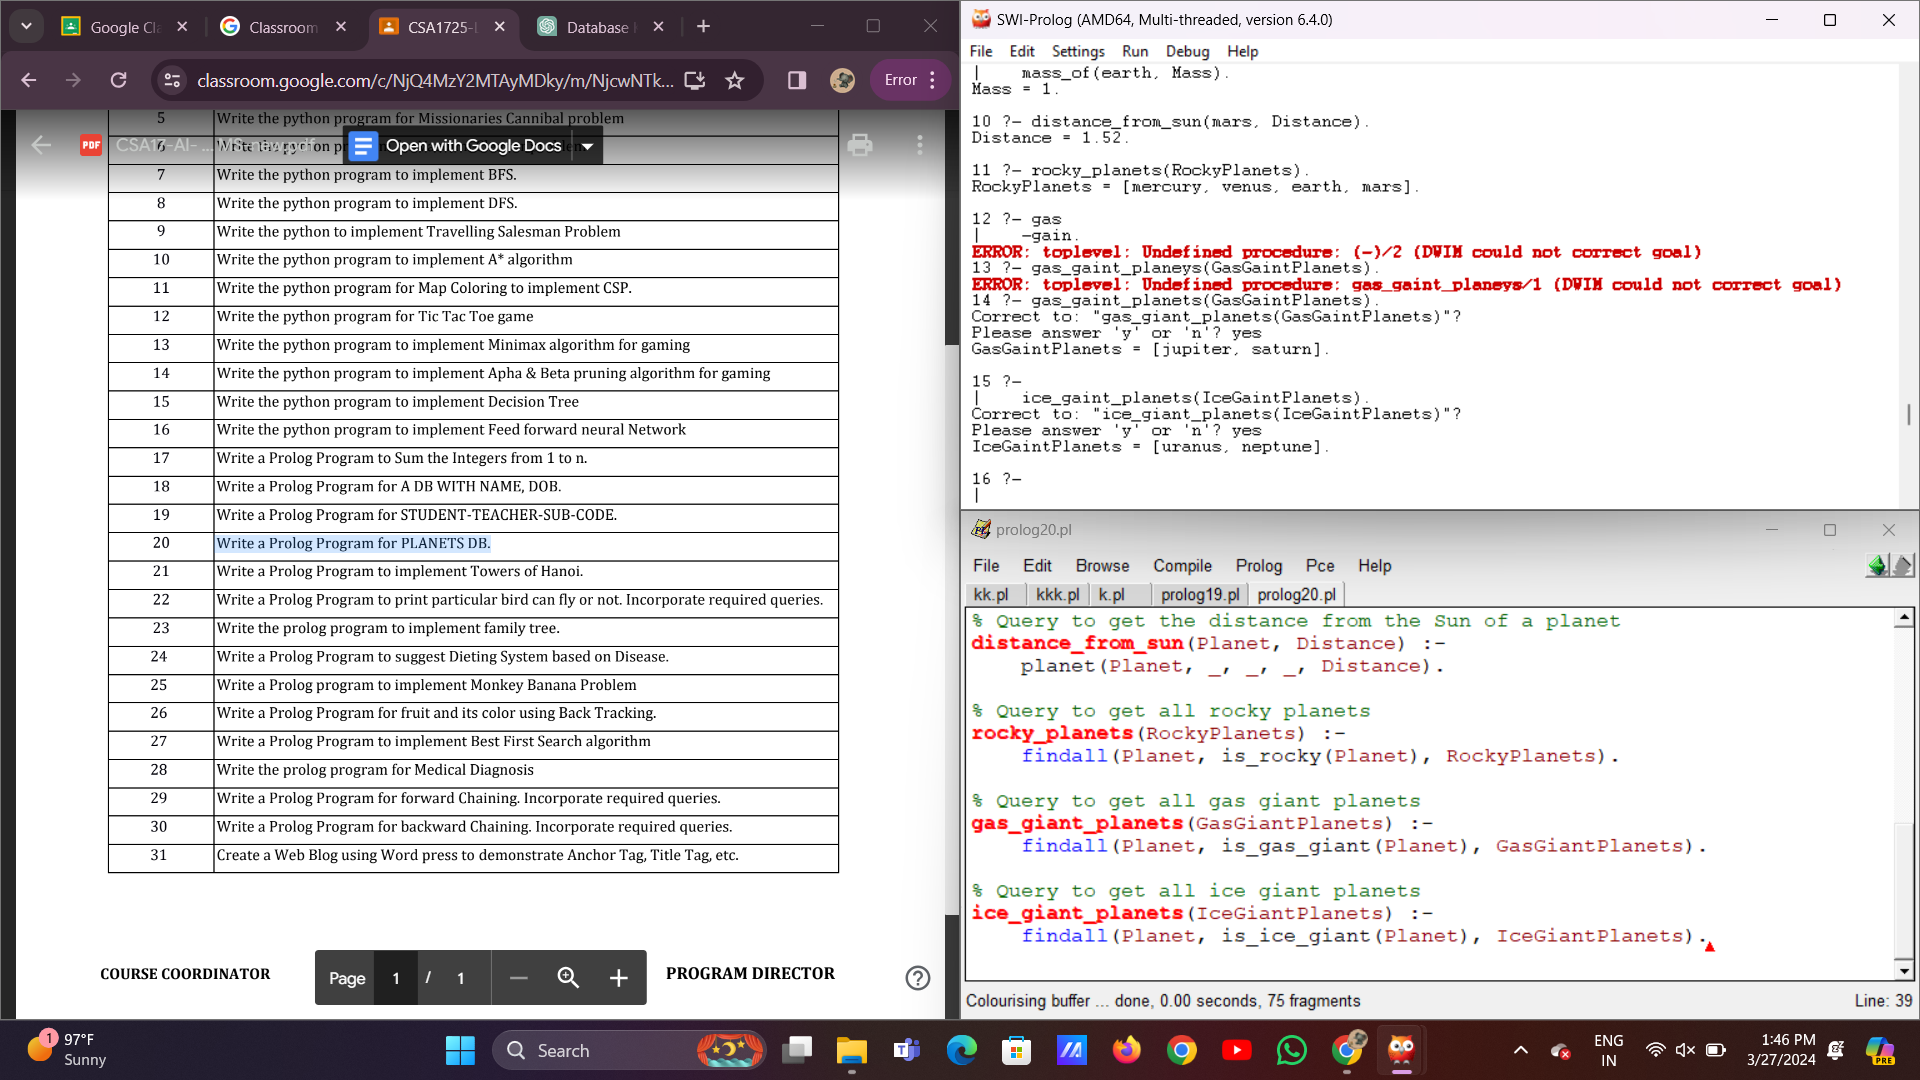 Google Cla
Classroom
CSA1725-L
Database
classroom.google.com/c/NjQ4MzY2MTAyMDky/m/NjcwNTk...
Error
PDF
Open with Google Docs
5 Write the python program for Missionaries Cannibal problem
6
7 Write the python program to implement BFS.
8 Write the python program to implement DFS.
9 Write the python to implement Travelling Salesman Problem
10 Write the python program to implement A* algorithm
11 Write the python program for Map Coloring to implement CSP.
12 Write the python program for Tic Tac Toe game
13 Write the python program to implement Minimax algorithm for gaming
14 Write the python program to implement Apha & Beta pruning algorithm for gaming
15 Write the python program to implement Decision Tree
16 Write the python program to implement Feed forward neural Network
17 Write a Prolog Program to Sum the Integers from 1 to n.
18 Write a Prolog Program for A DB WITH NAME, DOB.
19 Write a Prolog Program for STUDENT-TEACHER-SUB-CODE.
20 Write a Prolog Program for PLANETS DB.
21 Write a Prolog Program to implement Towers of Hanoi.
22 Write a Prolog Program to print particular bird can fly or not. Incorporate required queries.
23 Write the prolog program to implement family tree.
24 Write a Prolog Program to suggest Dieting System based on Disease.
25 Write a Prolog program to implement Monkey Banana Problem
26 Write a Prolog Program for fruit and its color using Back Tracking.
27 Write a Prolog Program to implement Best First Search algorithm
28 Write the prolog program for Medical Diagnosis
29 Write a Prolog Program for forward Chaining. Incorporate required queries.
30 Write a Prolog Program for backward Chaining. Incorporate required queries.
31 Create a Web Blog using Word press to demonstrate Anchor Tag, Title Tag, etc.
COURSE COORDINATOR
Page 1 / 1
PROGRAM DIRECTOR
SWI-Prolog (AMD64, Multi-threaded, version 6.4.0)
File Edit Settings Run Debug Help
|    mass_of(earth, Mass).
Mass = 1.
10 ?- distance_from_sun(mars, Distance).
Distance = 1.52.
11 ?- rocky_planets(RockyPlanets).
RockyPlanets = [mercury, venus, earth, mars].
12 ?- gas
|    -gain.
ERROR: toplevel: Undefined procedure: (-)/2 (DWIM could not correct goal)
13 ?- gas_gaint_planeys(GasGaintPlanets).
ERROR: toplevel: Undefined procedure: gas_gaint_planeys/1 (DWIM could not correct goal)
14 ?- gas_gaint_planets(GasGaintPlanets).
Correct to: "gas_giant_planets(GasGaintPlanets)"?
Please answer 'y' or 'n'? yes
GasGaintPlanets = [jupiter, saturn].
15 ?-
|    ice_gaint_planets(IceGaintPlanets).
Correct to: "ice_giant_planets(IceGaintPlanets)"?
Please answer 'y' or 'n'? yes
IceGaintPlanets = [uranus, neptune].
16 ?-
|
prolog20.pl
File Edit Browse Compile Prolog Pce Help
kk.pl kkk.pl k.pl prolog19.pl prolog20.pl
% Query to get the distance from the Sun of a planet
distance_from_sun(Planet, Distance) :-
    planet(Planet, _, _, _, Distance).
% Query to get all rocky planets
rocky_planets(RockyPlanets) :-
    findall(Planet, is_rocky(Planet), RockyPlanets).
% Query to get all gas giant planets
gas_giant_planets(GasGiantPlanets) :-
    findall(Planet, is_gas_giant(Planet), GasGiantPlanets).
% Query to get all ice giant planets
ice_giant_planets(IceGiantPlanets) :-
    findall(Planet, is_ice_giant(Planet), IceGiantPlanets).
Colourising buffer ... done, 0.00 seconds, 75 fragments
Line: 39
1
97°F
Sunny
Search
ENG
IN
1:46 PM
3/27/2024
PRE